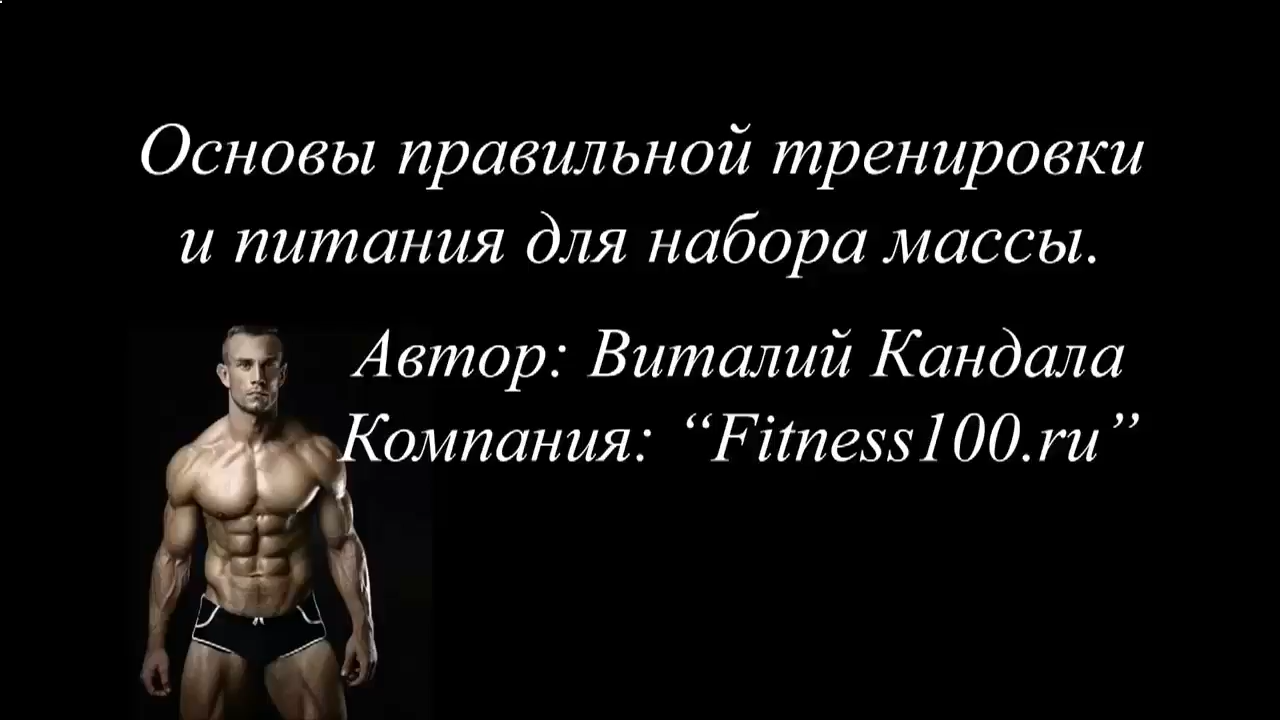 Основы правильной тренировки
и питания для набора массы.
Автор: Виталий Кандала
Компания: “Fitness100.ru”